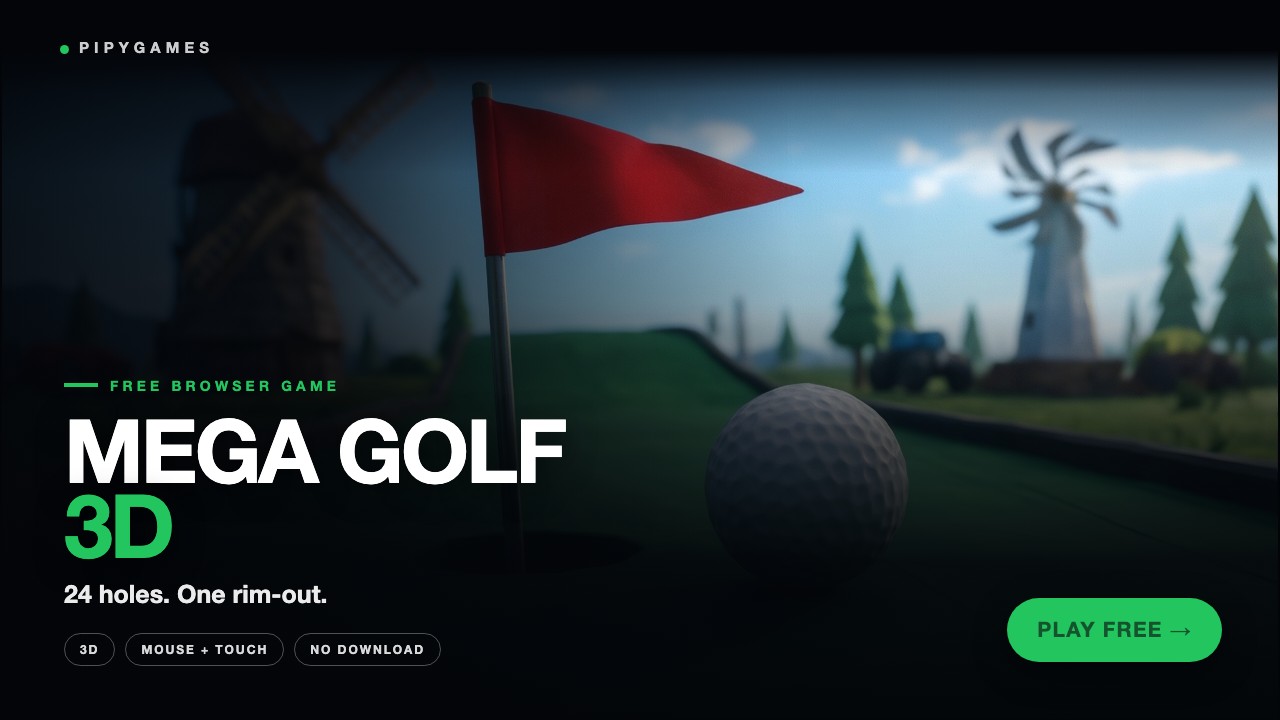 PIPYGAMES
FREE BROWSER GAME
MEGA GOLF
3D
24 holes. One rim-out.
3D
MOUSE + TOUCH
NO DOWNLOAD
PLAY FREE →